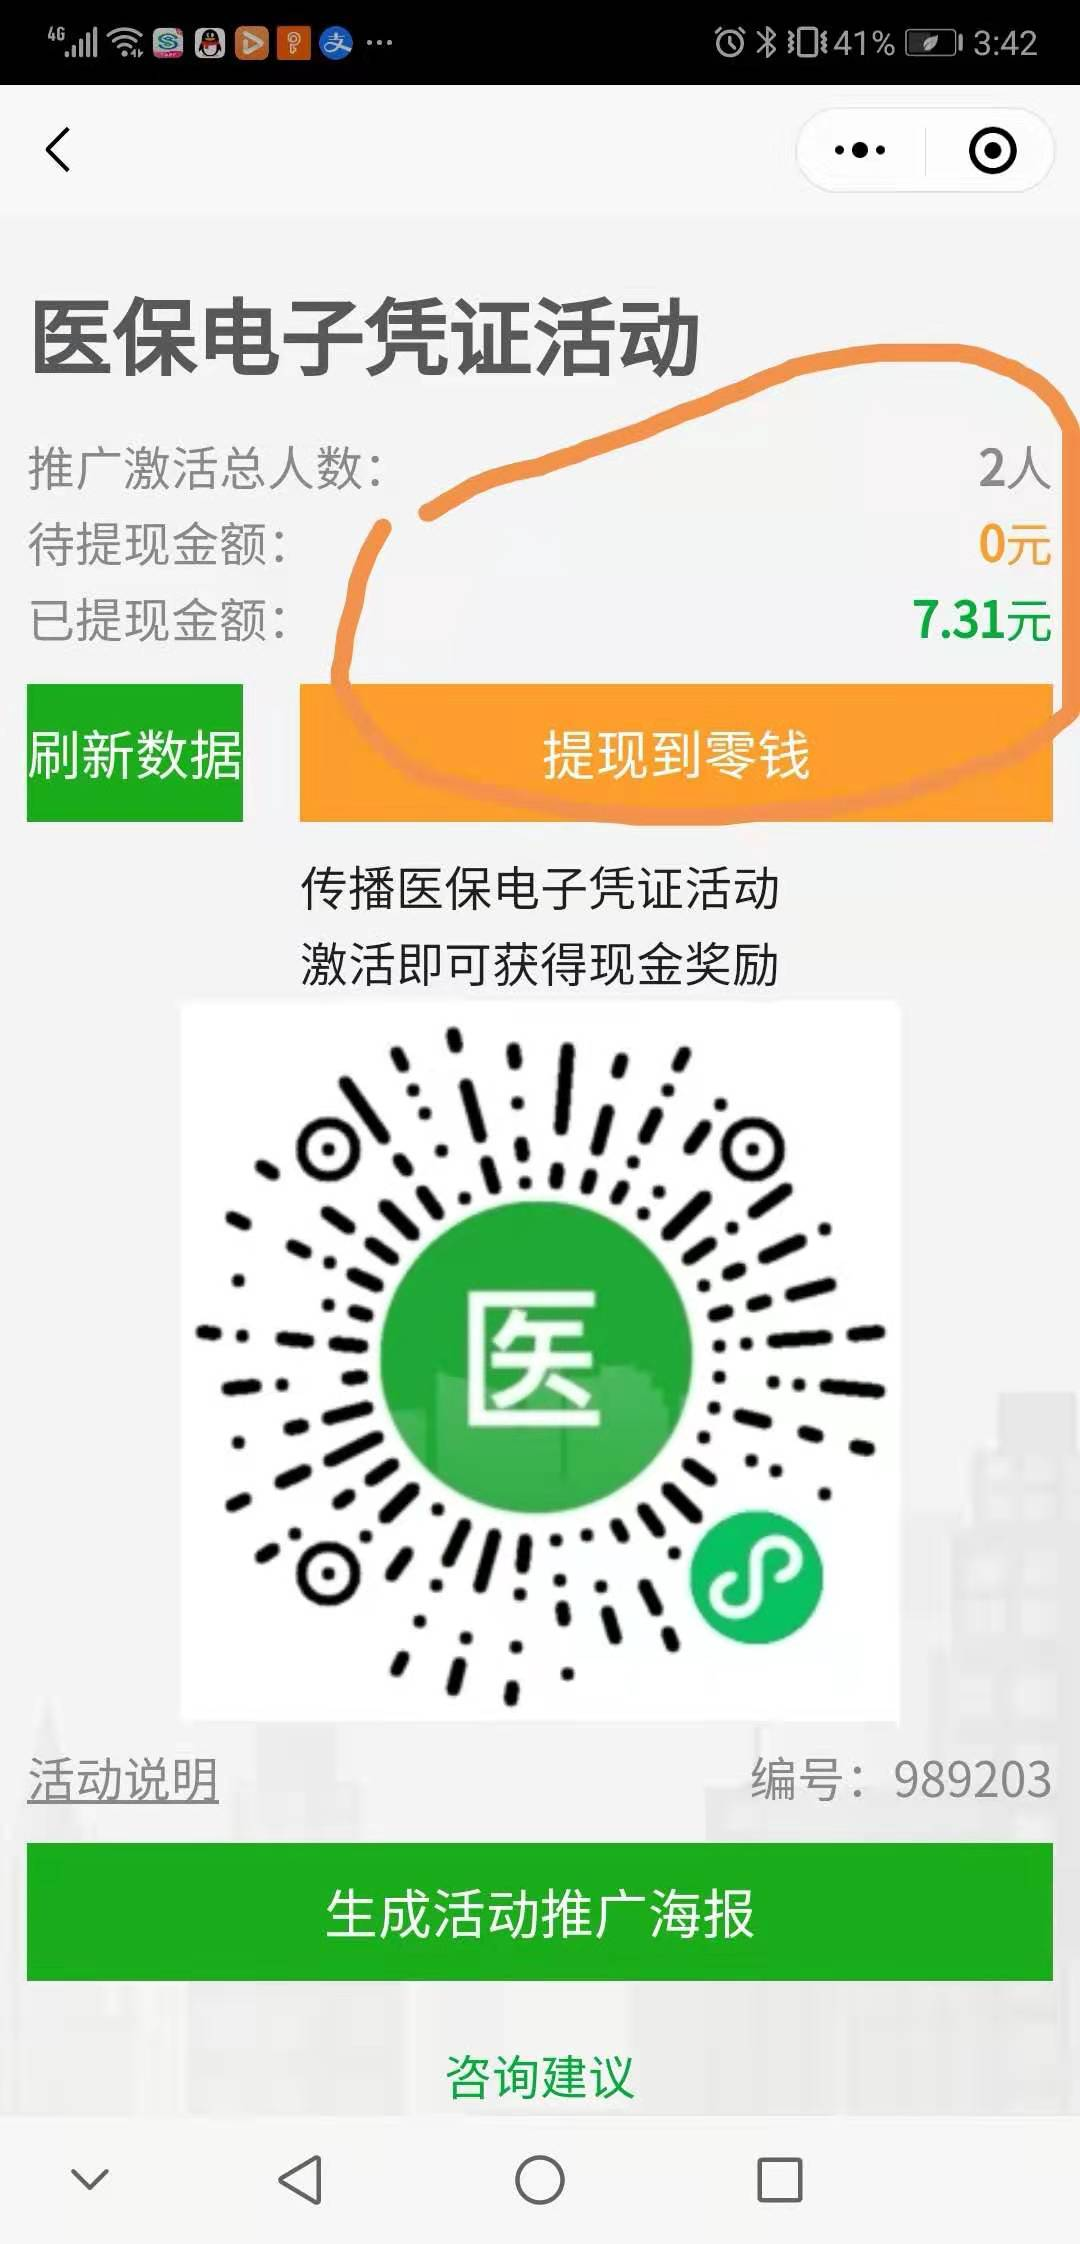 4G 41% 3:42
医保电子凭证活动
推广激活总人数： 2人
待提现金额： 0元
已提现金额： 7.31元
刷新数据 提现到零钱
传播医保电子凭证活动
激活即可获得现金奖励
医
活动说明 编号：989203
生成活动推广海报
咨询建议